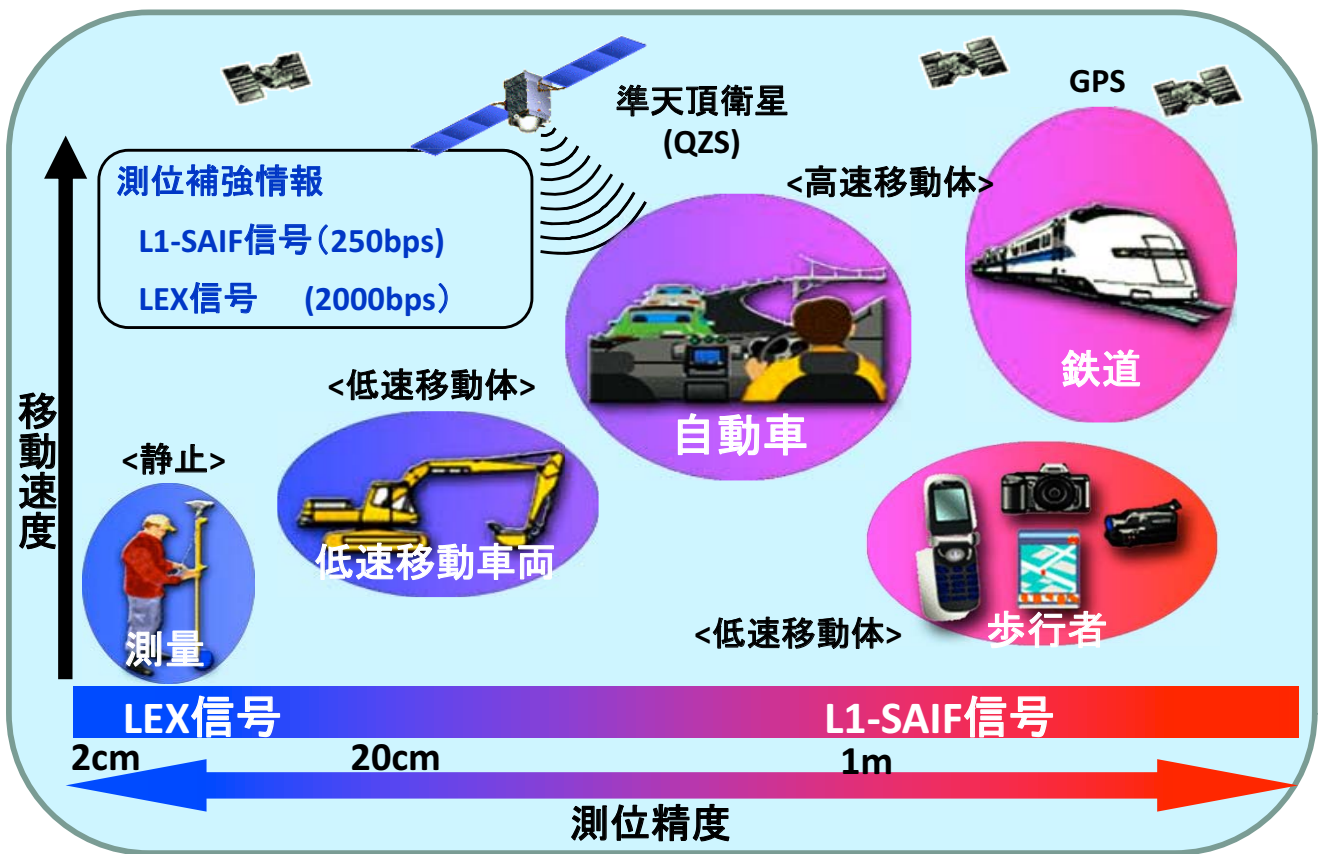 GPS
準天頂衛星
(QZS)
測位補強情報
L1-SAIF信号（250bps)
LEX信号 (2000bps）
<高速移動体>
鉄道
<低速移動体>
自動車
移動速度
<静止>
低速移動車両
測量
<低速移動体>
歩行者
LEX信号
L1-SAIF信号
2cm
20cm
1m
測位精度